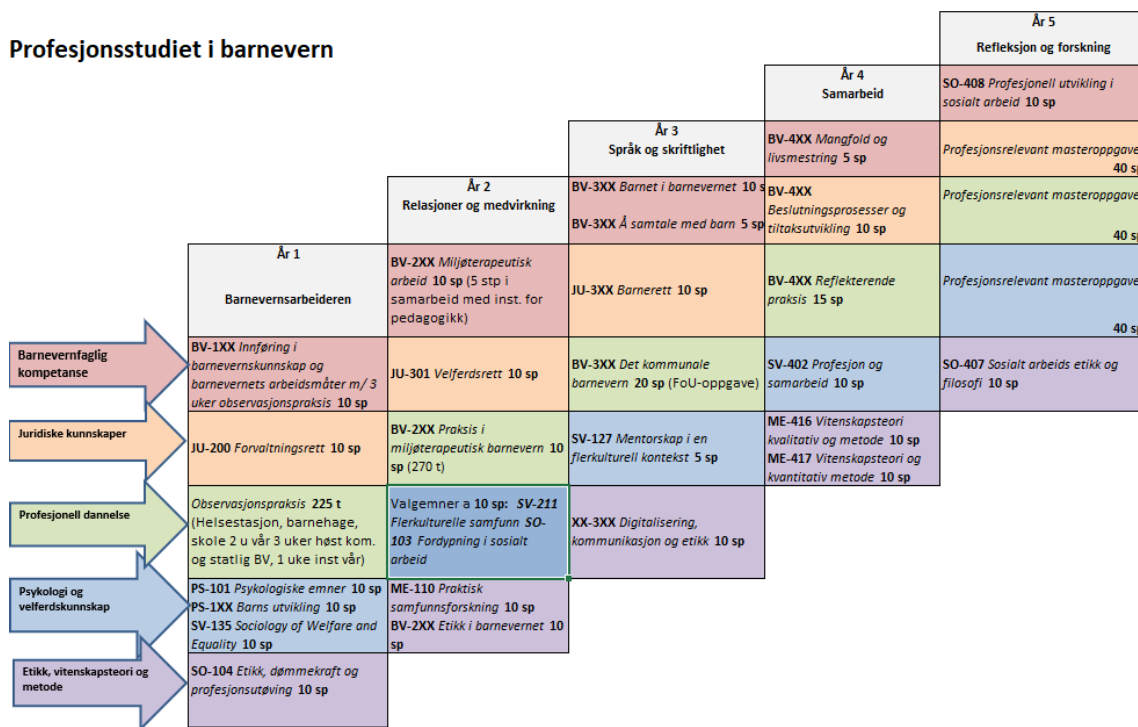 Profesjonsstudiet i barnevern
Barnevernfaglig
kompetanse
Juridiske kunnskaper
Profesjonell dannelse
Psykologi og
velferdskunnskap
Etikk, vitenskapsteori og
metode
År 1
Barnevernsarbeideren
BV-1XX Innføring i
barnevernskunnskap og
barnevernets arbeidsmåter m/ 3
uker observasjonspraksis 10 sp
JU-200 Forvaltningsrett 10 sp
Observasjonspraksis 225 t
(Helsestasjon, barnehage,
skole 2 u vår 3 uker høst kom.
og statlig BV, 1 uke inst vår)
PS-101 Psykologiske emner 10 sp
PS-1XX Barns utvikling 10 sp
SV-135 Sociology of Welfare and
Equality 10 sp
SO-104 Etikk, dømmekraft og
profesjonsutøving 10 sp
År 2
Relasjoner og medvirkning
BV-2XX Miljøterapeutisk
arbeid 10 sp (5 stp i
samarbeid med inst. for
pedagogikk)
JU-301 Velferdsrett 10 sp
BV-2XX Praksis i
miljøterapeutisk barnevern 10
sp (270 t)
Valgemner a 10 sp: SV-211
Flerkulturelle samfunn SO-
103 Fordypning i sosialt
arbeid
ME-110 Praktisk
samfunnsforskning 10 sp
BV-2XX Etikk i barnevernet 10
sp
År 3
Språk og skriftlighet
BV-3XX Barnet i barnevernet 10 s
BV-3XX Å samtale med barn 5 sp
JU-3XX Barnerett 10 sp
BV-3XX Det kommunale
barnevern 20 sp (FoU-oppgave)
SV-127 Mentorskap i en
flerkulturell kontekst 5 sp
XX-3XX Digitalisering,
kommunikasjon og etikk 10 sp
År 4
Samarbeid
BV-4XX Mangfold og
livsmestring 5 sp
BV-4XX
Beslutningsprosesser og
tiltaksutvikling 10 sp
BV-4XX Reflekterende
praksis 15 sp
SV-402 Profesjon og
samarbeid 10 sp
ME-416 Vitenskapsteori
kvalitativ og metode 10 sp
ME-417 Vitenskapsteori og
kvantitativ metode 10 sp
År 5
Refleksjon og forskning
SO-408 Profesjonell utvikling i
sosialt arbeid 10 sp
Profesjonsrelevant masteroppgave
40 sp
Profesjonsrelevant masteroppgave
40 sp
Profesjonsrelevant masteroppgave
40 sp
SO-407 Sosialt arbeids etikk og
filosofi 10 sp